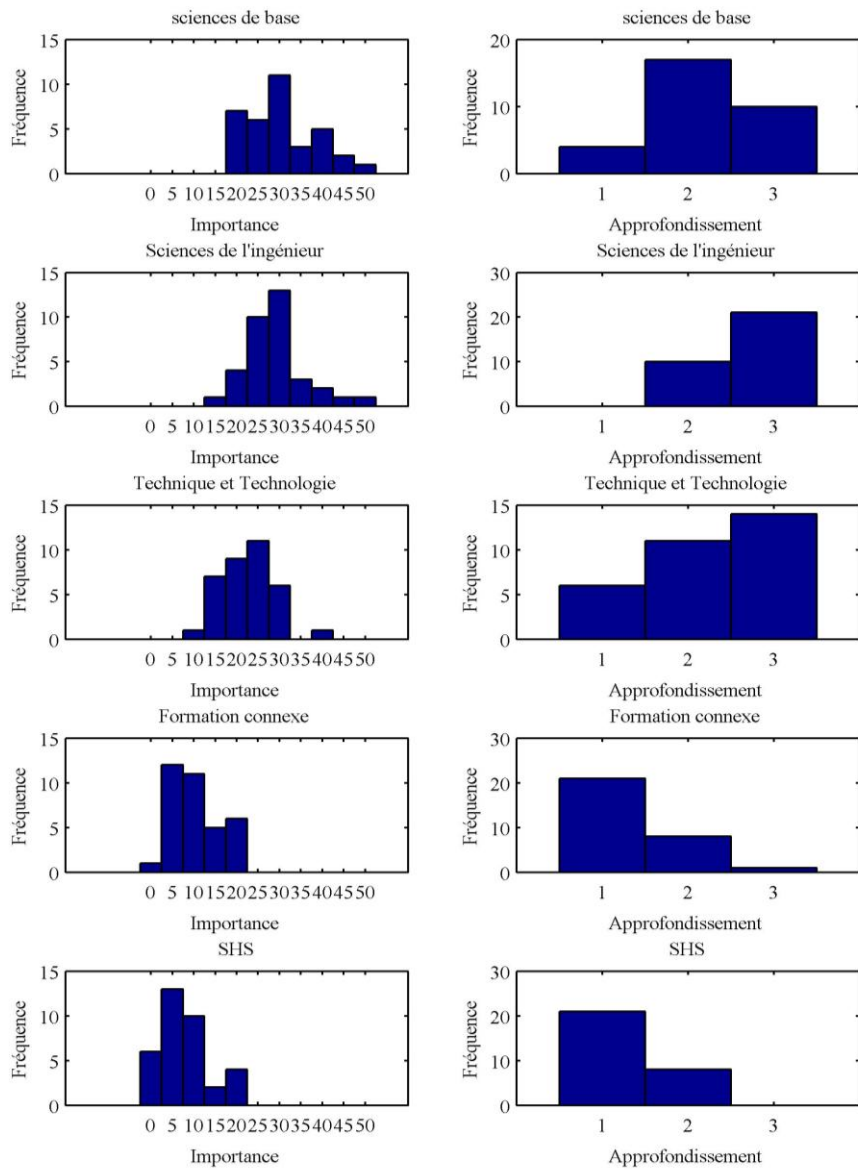 sciences de base
15
10
5
0
Fréquence
0 5 10 15 20 25 30 35 40 45 50
Importance
sciences de base
20
10
0
Fréquence
1 2 3
Approfondissement
Sciences de l'ingénieur
15
10
5
0
Fréquence
0 5 10 15 20 25 30 35 40 45 50
Importance
Sciences de l'ingénieur
30
20
10
0
Fréquence
1 2 3
Approfondissement
Technique et Technologie
15
10
5
0
Fréquence
0 5 10 15 20 25 30 35 40 45 50
Importance
Technique et Technologie
15
10
5
0
Fréquence
1 2 3
Approfondissement
Formation connexe
15
10
5
0
Fréquence
0 5 10 15 20 25 30 35 40 45 50
Importance
Formation connexe
30
20
10
0
Fréquence
1 2 3
Approfondissement
SHS
15
10
5
0
Fréquence
0 5 10 15 20 25 30 35 40 45 50
Importance
SHS
30
20
10
0
Fréquence
1 2 3
Approfondissement